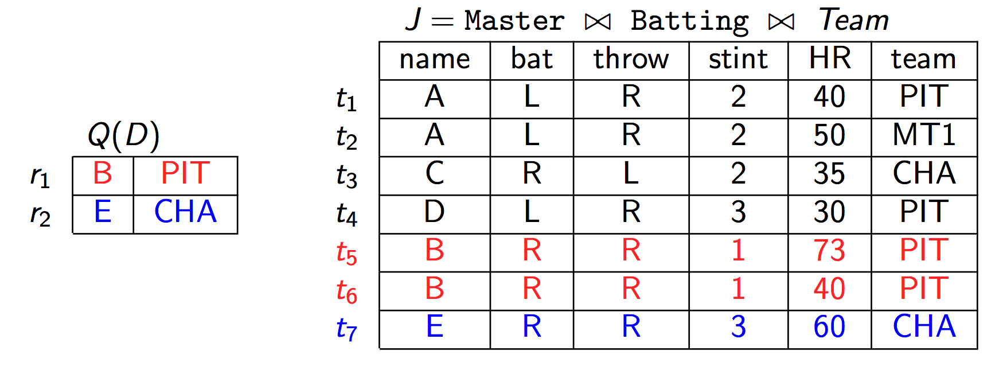 J = Master ⋈ Batting ⋈ Team
name bat throw stint HR team
t₁ A L R 2 40 PIT
t₂ A L R 2 50 MT1
t₃ C R L 2 35 CHA
t₄ D L R 3 30 PIT
t₅ B R R 1 73 PIT
t₆ B R R 1 40 PIT
t₇ E R R 3 60 CHA
Q(D)
r₁ B PIT
r₂ E CHA